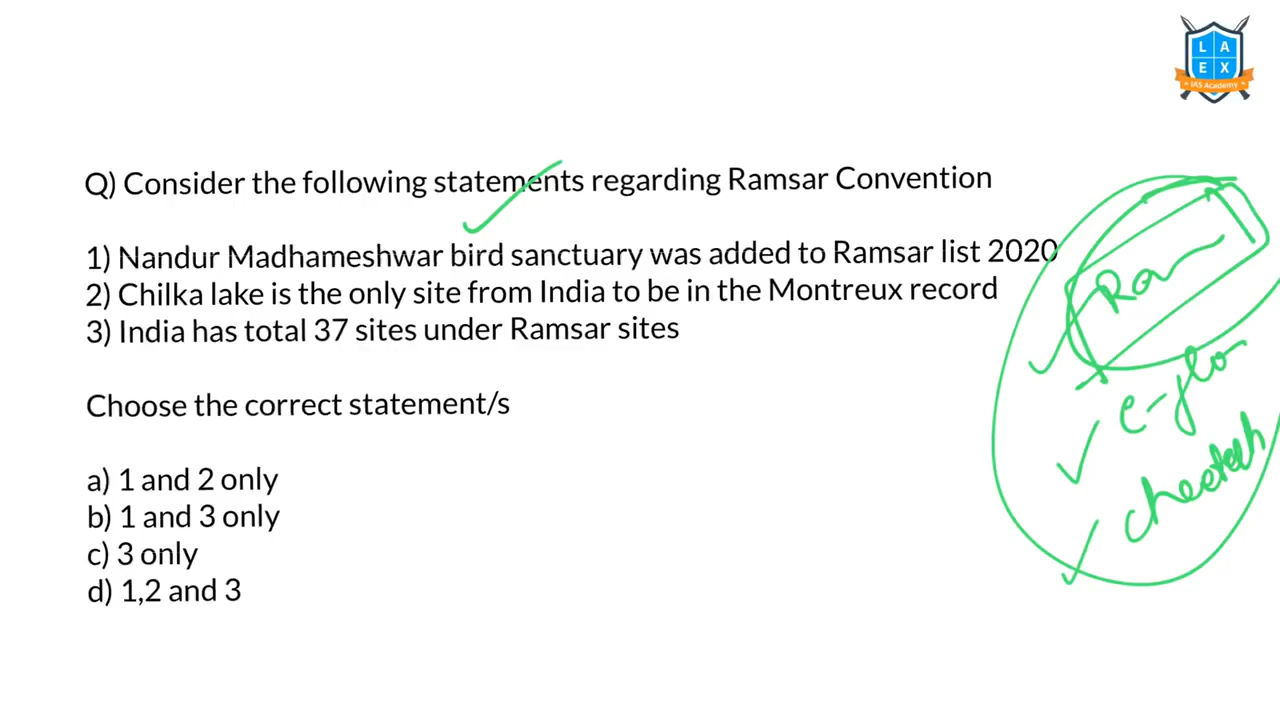 L A
E X
IAS Academy
Q) Consider the following statements regarding Ramsar Convention
1) Nandur Madhameshwar bird sanctuary was added to Ramsar list 2020
2) Chilka lake is the only site from India to be in the Montreux record
3) India has total 37 sites under Ramsar sites
Choose the correct statement/s
a) 1 and 2 only
b) 1 and 3 only
c) 3 only
d) 1,2 and 3
e-flo
cheetah